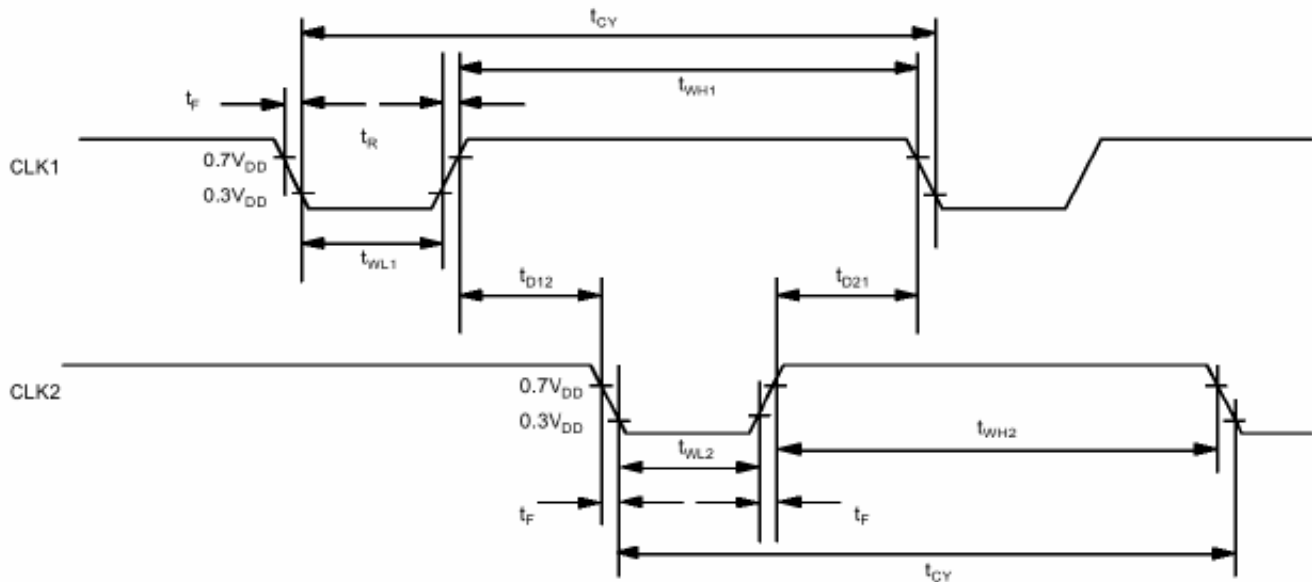 tCY
tWH1
tF
tR
CLK1
0.7VDD
0.3VDD
tWL1
tD12
tD21
CLK2
0.7VDD
0.3VDD
tWH2
tWL2
tF
tF
tCY